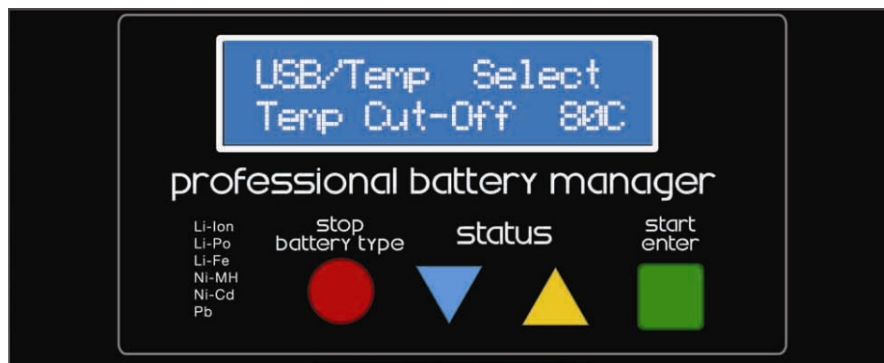 USB/Temp Select
Temp Cut-Off 80C
professional battery manager
Li-Ion
Li-Po
Li-Fe
Ni-MH
Ni-Cd
Pb
stop
battery type
status
start
enter